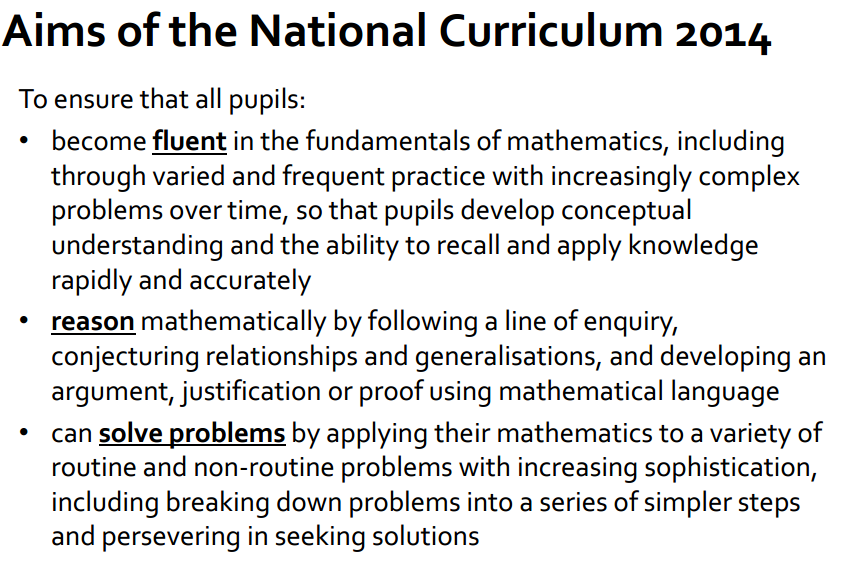 Aims of the National Curriculum 2014
To ensure that all pupils:
• become fluent in the fundamentals of mathematics, including
through varied and frequent practice with increasingly complex
problems over time, so that pupils develop conceptual
understanding and the ability to recall and apply knowledge
rapidly and accurately
• reason mathematically by following a line of enquiry,
conjecturing relationships and generalisations, and developing an
argument, justification or proof using mathematical language
• can solve problems by applying their mathematics to a variety of
routine and non-routine problems with increasing sophistication,
including breaking down problems into a series of simpler steps
and persevering in seeking solutions